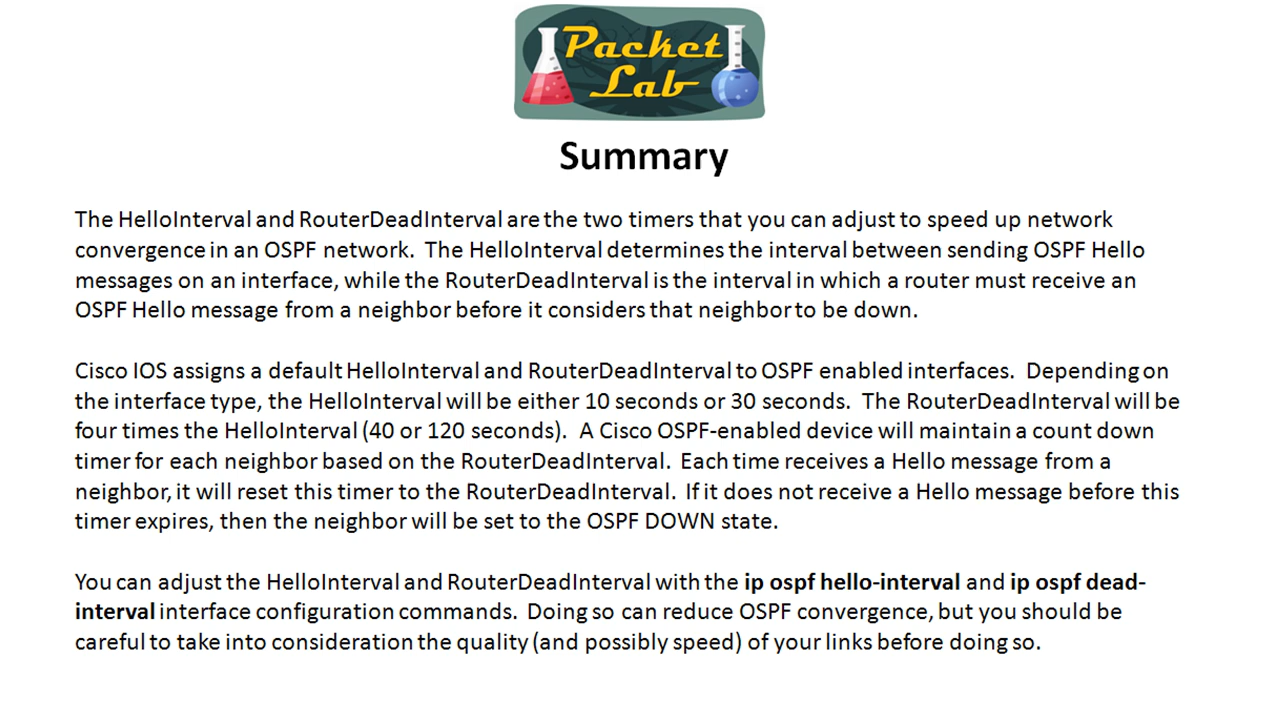 Packet
Lab
Summary
The HelloInterval and RouterDeadInterval are the two timers that you can adjust to speed up network
convergence in an OSPF network.  The HelloInterval determines the interval between sending OSPF Hello
messages on an interface, while the RouterDeadInterval is the interval in which a router must receive an
OSPF Hello message from a neighbor before it considers that neighbor to be down.
Cisco IOS assigns a default HelloInterval and RouterDeadInterval to OSPF enabled interfaces.  Depending on
the interface type, the HelloInterval will be either 10 seconds or 30 seconds.  The RouterDeadInterval will be
four times the HelloInterval (40 or 120 seconds).  A Cisco OSPF-enabled device will maintain a count down
timer for each neighbor based on the RouterDeadInterval.  Each time receives a Hello message from a
neighbor, it will reset this timer to the RouterDeadInterval.  If it does not receive a Hello message before this
timer expires, then the neighbor will be set to the OSPF DOWN state.
You can adjust the HelloInterval and RouterDeadInterval with the ip ospf hello-interval and ip ospf dead-
interval interface configuration commands.  Doing so can reduce OSPF convergence, but you should be
careful to take into consideration the quality (and possibly speed) of your links before doing so.